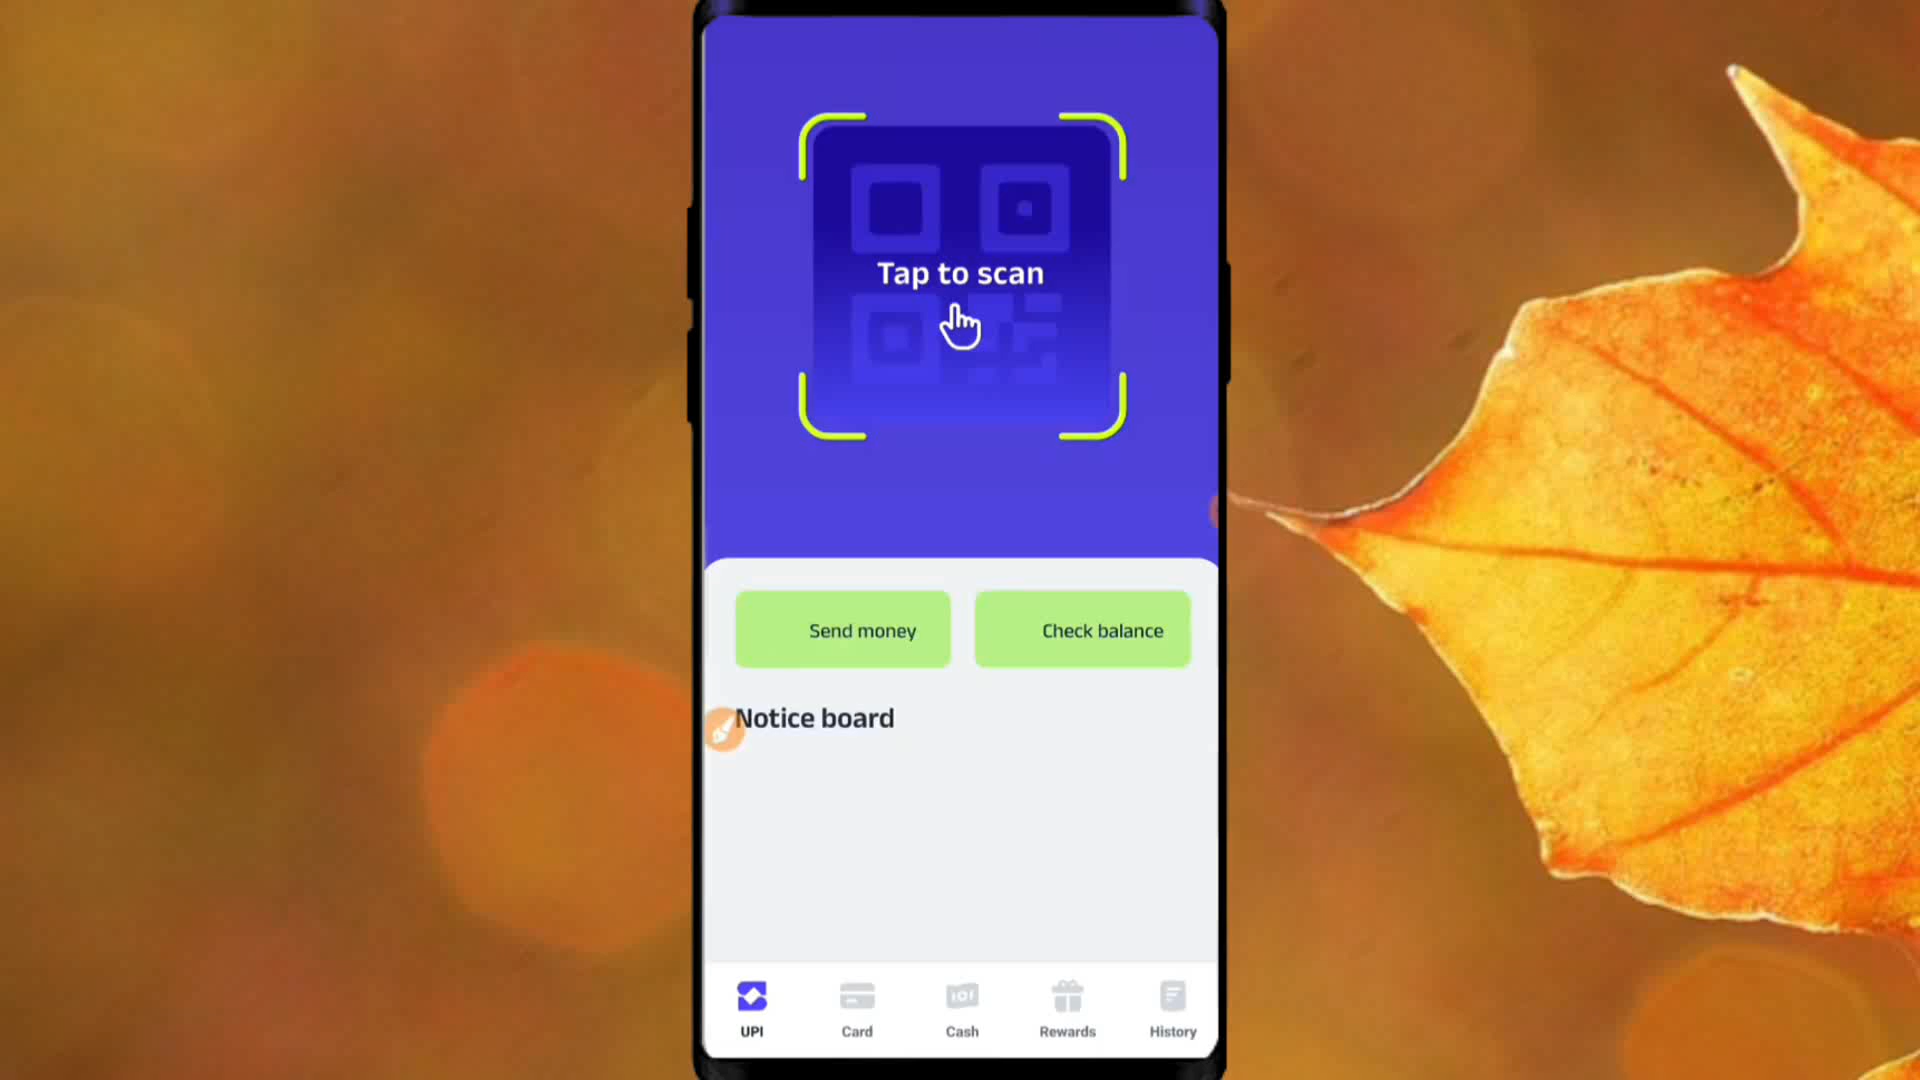 Tap to scan
Send money
Check balance
Notice board
UPI
Card
Cash
Rewards
History